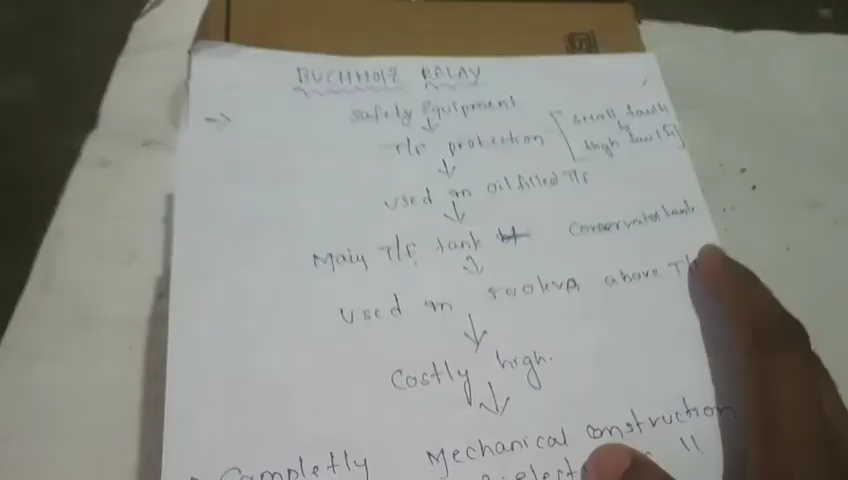 BUCHHOLZ RELAY
→ Safety Equipment
↓
T/F protection [small fault
↓
High fault]
↓
used in oil filled T/F
↓
Main T/F tank Conservator tank
↓
used in 500kva above T/F
↓
Costly high.
↓
Completly Mechanical construction